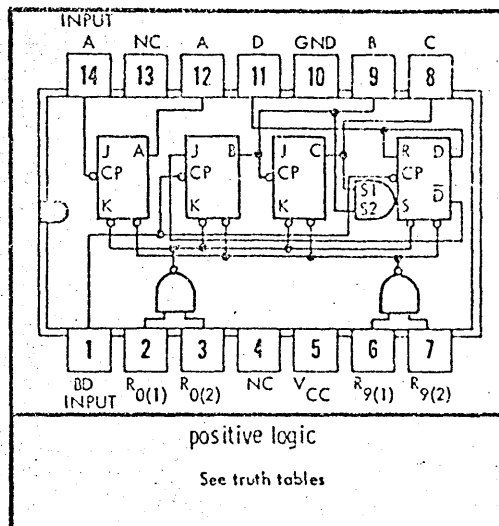 INPUT
A NC A D GND B C
14 13 12 11 10 9 8
J A J B J C R D
CP CP CP CP
S1
K K K S2 S D̅
1 2 3 4 5 6 7
BD INPUT R0(1) R0(2) NC VCC R9(1) R9(2)
positive logic
See truth tables